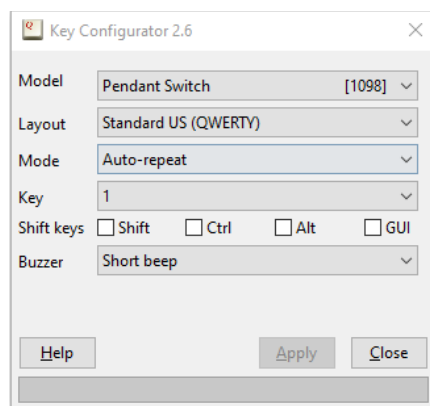 Key Configurator 2.6
Model Pendant Switch [1098]
Layout Standard US (QWERTY)
Mode Auto-repeat
Key 1
Shift keys Shift Ctrl Alt GUI
Buzzer Short beep
Help Apply Close